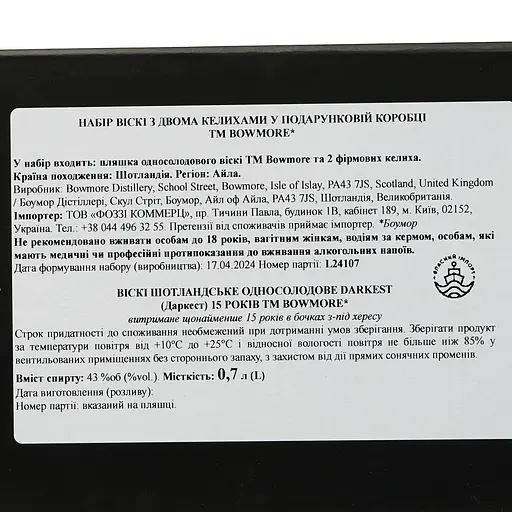 НАБІР ВІСКІ З ДВОМА КЕЛИХАМИ У ПОДАРУНКОВІЙ КОРОБЦІ
ТМ BOWMORE*
У набір входить: пляшка односолодового віскі ТМ Bowmore та 2 фірмових келиха.
Країна походження: Шотландія. Регіон: Айла.
Виробник: Bowmore Distillery, School Street, Bowmore, Isle of Islay, PA43 7JS, Scotland, United Kingdom
/ Боумор Дістіллері, Скул Стріт, Боумор, Айл оф Айла, PA43 7JS, Шотландія, Великобританія.
Імпортер: ТОВ «ФОЗЗІ КОММЕРЦ», пр. Тичини Павла, будинок 1В, кабінет 189, м. Київ, 02152,
Україна. Тел.: +38 044 496 32 55. Претензії від споживачів приймає імпортер. *Боумор
Не рекомендовано вживати особам до 18 років, вагітним жінкам, водіям за кермом, особам, які
мають медичні чи професійні протипоказання до вживання алкогольних напоїв.
Дата формування набору (виробництва): 17.04.2024 Номер партії: L24107
ВЛАСНИЙ ІМПОРТ
ВІСКІ ШОТЛАНДСЬКЕ ОДНОСОЛОДОВЕ DARKEST
(Даркест) 15 РОКІВ ТМ BOWMORE*
витримане щонайменше 15 років в бочках з-під хересу
Строк придатності до споживання необмежений при дотриманні умов зберігання. Зберігати продукт
за температури повітря від +10°С до +25°С і відносної вологості повітря не більше ніж 85% у
вентильованих приміщеннях без стороннього запаху, з захистом від дії прямих сонячних променів.
Вміст спирту: 43 %об (%vol.). Місткість: 0,7 л (L)
Дата виготовлення (розливу):
Номер партії: вказаний на пляшці.